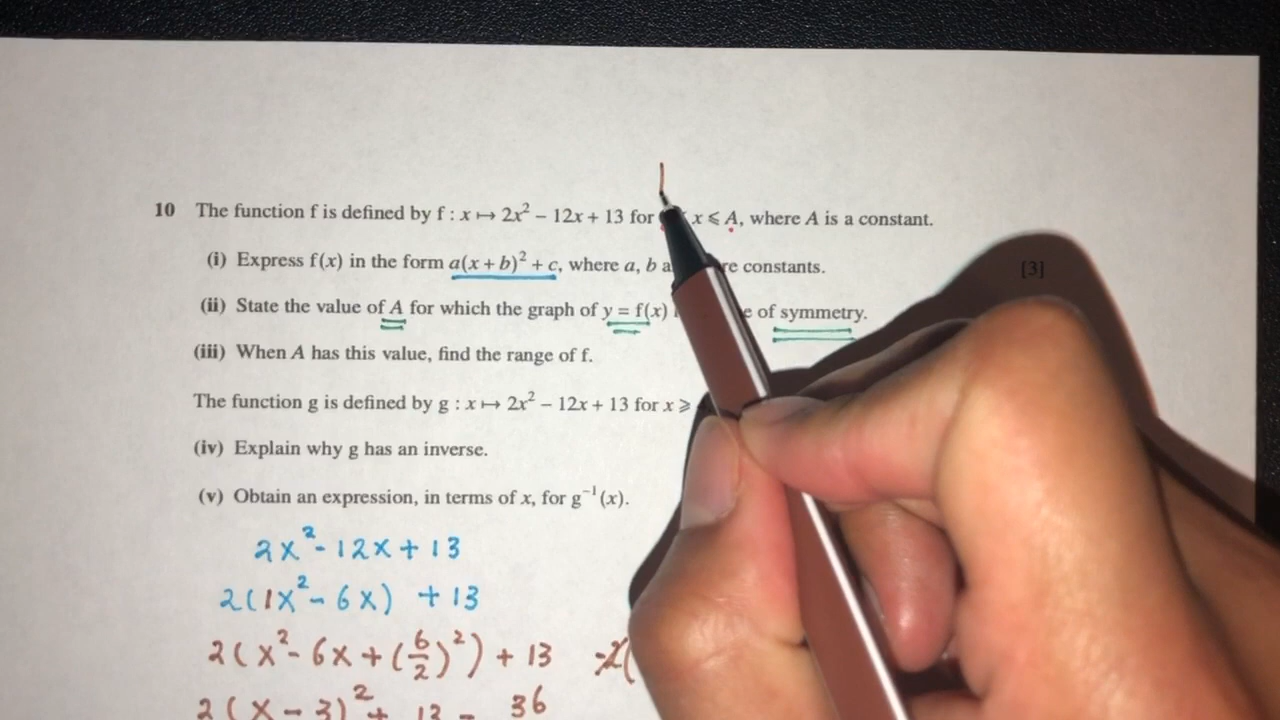 10 The function f is defined by f : x ↦ 2x² – 12x + 13 for x ⩽ A, where A is a constant.
(i) Express f(x) in the form a(x + b)² + c, where a, b constants. [3]
(ii) State the value of A for which the graph of y = f(x) of symmetry.
(iii) When A has this value, find the range of f.
The function g is defined by g : x ↦ 2x² – 12x + 13 for x ⩾
(iv) Explain why g has an inverse.
(v) Obtain an expression, in terms of x, for g⁻¹(x).
2x² - 12x + 13
2(1x² - 6x) + 13
2(x² - 6x + (6/2)²) + 13 -2(
2(x - 3)² + 13 - 36